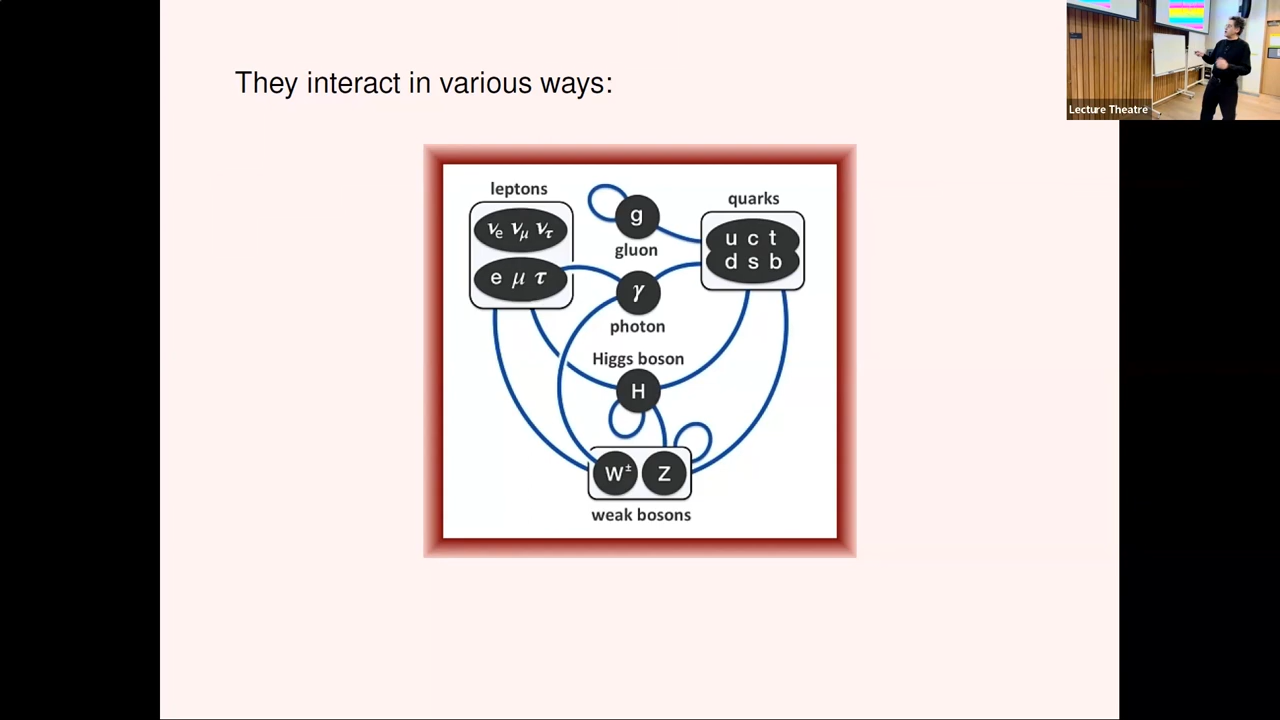 They interact in various ways:
Lecture Theatre
leptons
νe νμ ντ
e μ τ
g
gluon
quarks
u c t
d s b
γ
photon
Higgs boson
H
W± Z
weak bosons